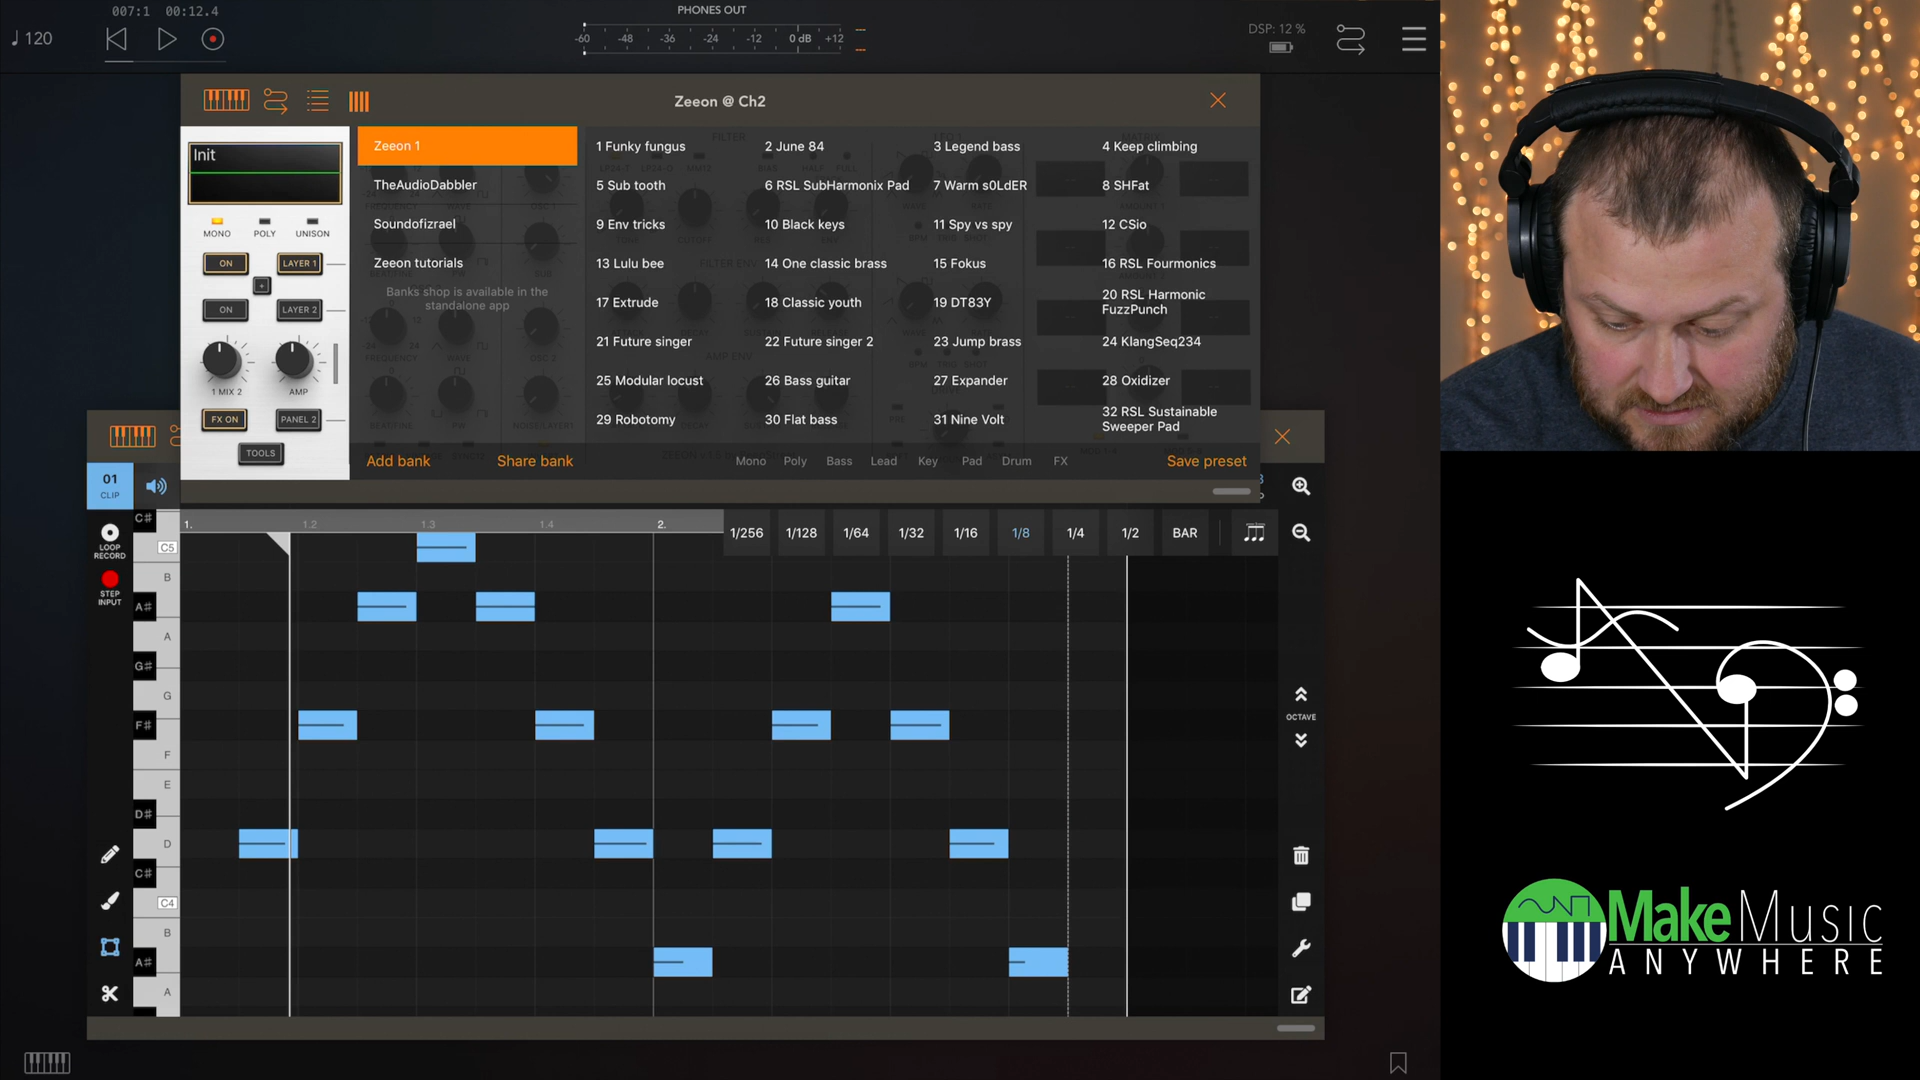 007:1 00:12.4
♩ 120
PHONES OUT
-60 -48 -36 -24 -12 0 dB +12
DSP: 12 %
Zeeon @ Ch2
Init
MONO POLY UNISON
ON LAYER 1
+
ON LAYER 2
1 MIX 2 AMP
FX ON PANEL 2
TOOLS
Zeeon 1
TheAudioDabbler
Soundofizrael
Zeeon tutorials
Banks shop is available in the
standalone app
1 Funky fungus 2 June 84 3 Legend bass 4 Keep climbing
5 Sub tooth 6 RSL SubHarmonix Pad 7 Warm s0LdER 8 SHFat
9 Env tricks 10 Black keys 11 Spy vs spy 12 CSio
13 Lulu bee 14 One classic brass 15 Fokus 16 RSL Fourmonics
17 Extrude 18 Classic youth 19 DT83Y 20 RSL Harmonic
FuzzPunch
21 Future singer 22 Future singer 2 23 Jump brass 24 KlangSeq234
25 Modular locust 26 Bass guitar 27 Expander 28 Oxidizer
29 Robotomy 30 Flat bass 31 Nine Volt 32 RSL Sustainable
Sweeper Pad
Add bank Share bank Mono Poly Bass Lead Key Pad Drum FX Save preset
01
CLIP
LOOP
RECORD
STEP
INPUT
1. 1.2 1.3 1.4 2.
1/256 1/128 1/64 1/32 1/16 1/8 1/4 1/2 BAR
C#
C5
B
A#
A
G#
G
F#
F
E
D#
D
C#
C4
B
A#
A
OCTAVE
Make Music
ANYWHERE